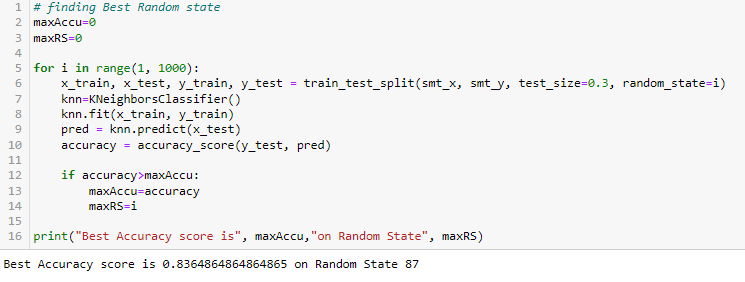 1 # finding Best Random state
2 maxAccu=0
3 maxRS=0
4
5 for i in range(1, 1000):
6     x_train, x_test, y_train, y_test = train_test_split(smt_x, smt_y, test_size=0.3, random_state=i)
7     knn=KNeighborsClassifier()
8     knn.fit(x_train, y_train)
9     pred = knn.predict(x_test)
10     accuracy = accuracy_score(y_test, pred)
11
12     if accuracy>maxAccu:
13         maxAccu=accuracy
14         maxRS=i
15
16 print("Best Accuracy score is", maxAccu,"on Random State", maxRS)
Best Accuracy score is 0.8364864864864865 on Random State 87